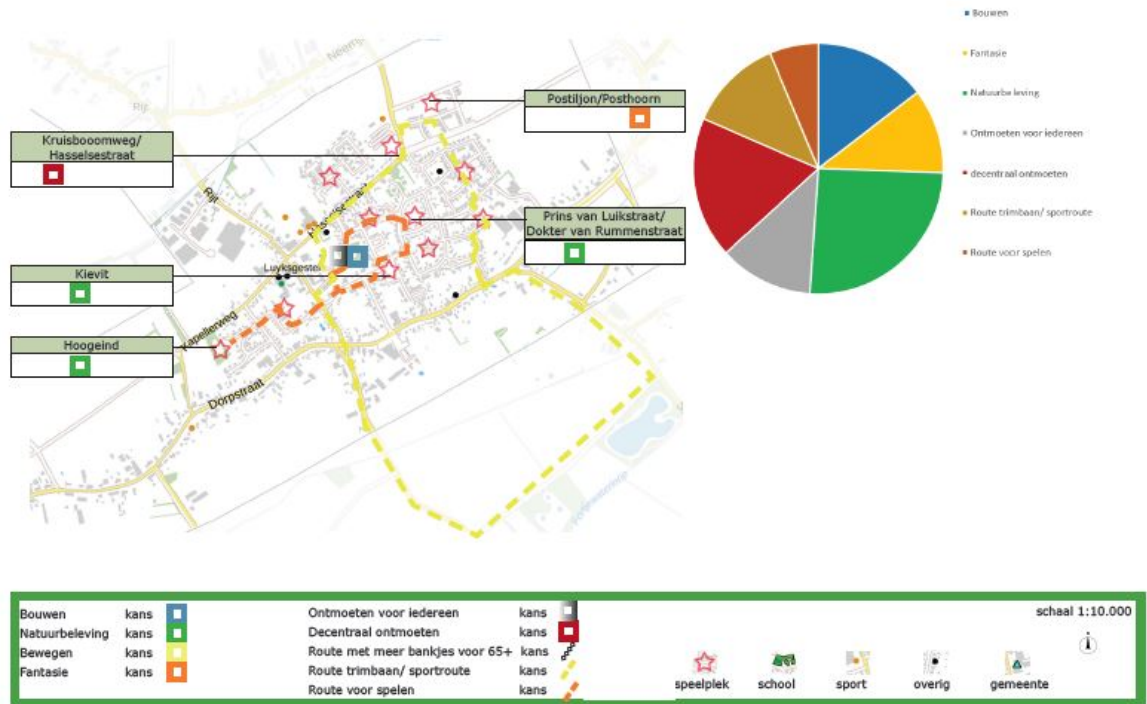 Bouwen
Fantasie
Natuurbeleving
Ontmoeten voor iedereen
decentraal ontmoeten
Route trimbaan/ sportroute
Route voor spelen
Postiljon/Posthoorn
Kruisbooomweg/
Hasselsestraat
Rijt
Rijt
Prins van Luikstraat/
Dokter van Rummenstraat
Kievit
Luyksgestel
Kapellerweg
Hoogeind
Dorpstraat
Bouwen kans
Natuurbeleving kans
Bewegen kans
Fantasie kans
Ontmoeten voor iedereen kans
Decentraal ontmoeten kans
Route met meer bankjes voor 65+ kans
Route trimbaan/ sportroute kans
Route voor spelen kans
schaal 1:10.000
speelplek school sport overig gemeente